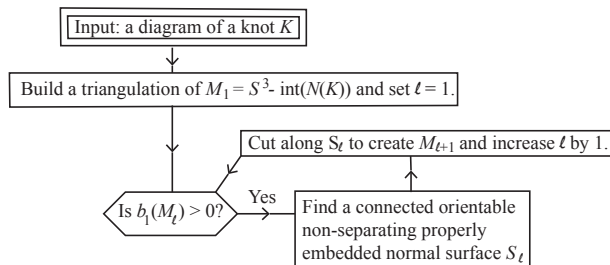 Input: a diagram of a knot K
Build a triangulation of M₁ = S³- int(N(K)) and set ℓ = 1.
Cut along Sℓ to create Mℓ₊₁ and increase ℓ by 1.
Is b₁(Mℓ) > 0?
Yes
Find a connected orientable
non-separating properly
embedded normal surface Sℓ